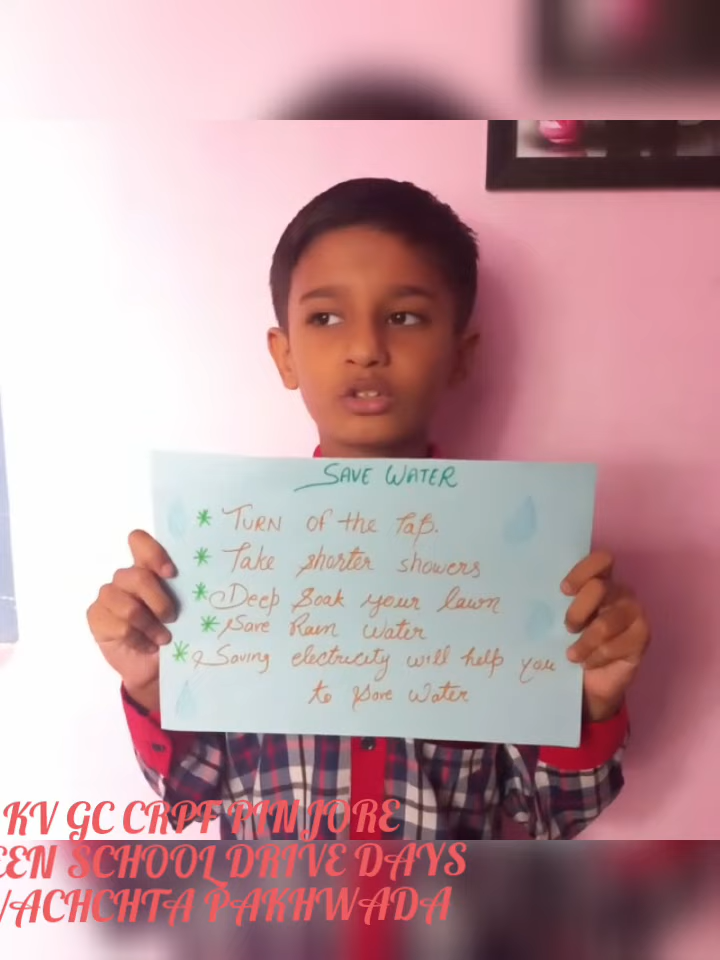 SAVE WATER
* TURN of the Tap.
* Take shorter showers
* Deep Soak your lawn
* Save Rain Water
* Saving electricity will help you
to Save Water
KV GC CRPF PINJORE
EEN SCHOOL DRIVE DAYS
ACHCHTA PAKHWADA